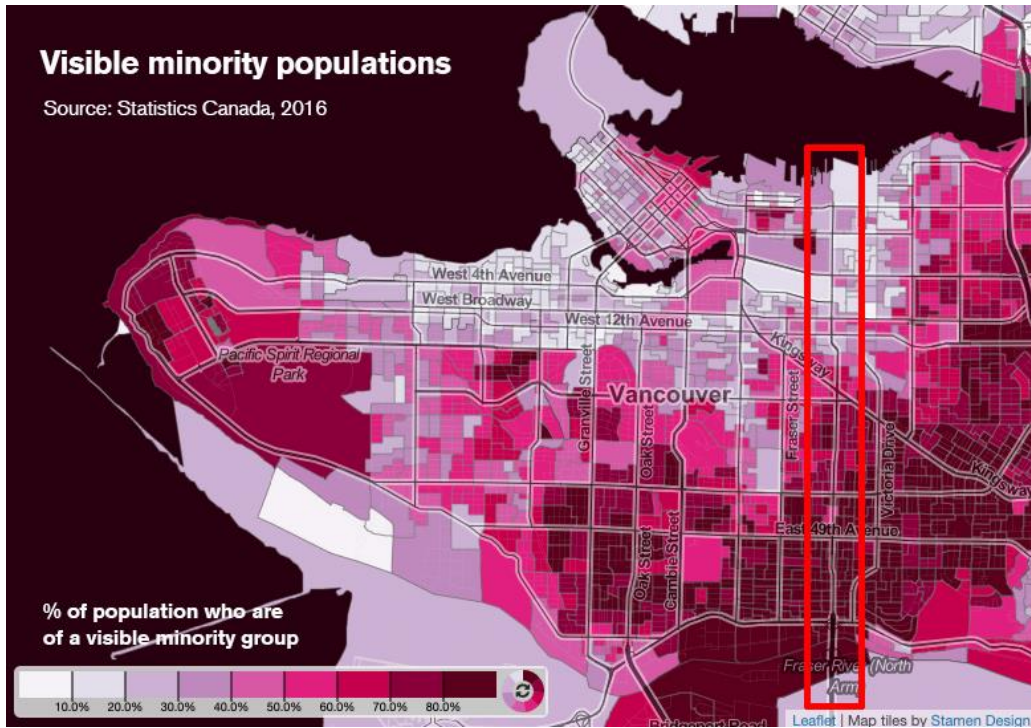 Visible minority populations
Source: Statistics Canada, 2016
West 4th Avenue
West Broadway
West 12th Avenue
Kingsway
Pacific Spirit Regional
Park
Granville Street
Vancouver
Oak Street
Fraser Street
Victoria Drive
Kingsway
East 49th Avenue
Oak Street
Cambie Street
% of population who are
of a visible minority group
10.0% 20.0% 30.0% 40.0% 50.0% 60.0% 70.0% 80.0%
Fraser River (North
Arm)
Bridgeport Road
Leaflet | Map tiles by Stamen Design